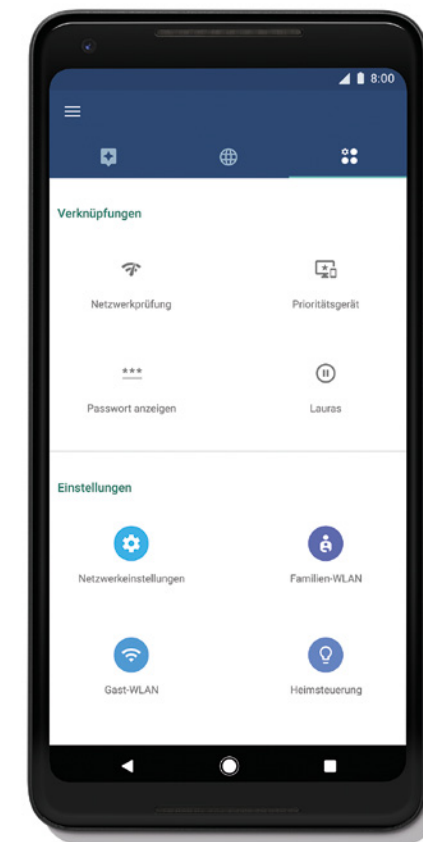 8:00
Verknüpfungen
Netzwerkprüfung
Prioritätsgerät
***
Passwort anzeigen
Lauras
Einstellungen
Netzwerkeinstellungen
Familien-WLAN
Gast-WLAN
Heimsteuerung